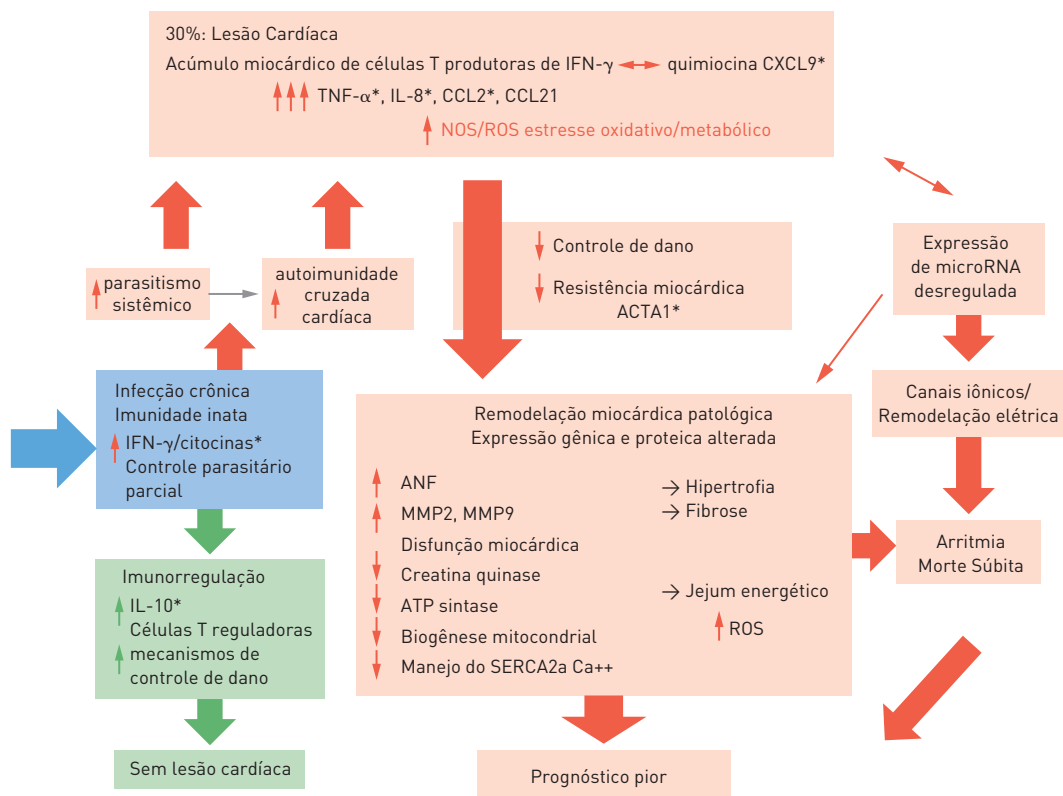 30%: Lesão Cardíaca
Acúmulo miocárdico de células T produtoras de IFN-γ ↔ quimiocina CXCL9*
↑↑↑ TNF-α*, IL-8*, CCL2*, CCL21
↑ NOS/ROS estresse oxidativo/metabólico
↑ parasitismo
sistêmico
autoimunidade
↑ cruzada
cardíaca
↓ Controle de dano
↓ Resistência miocárdica
ACTA1*
Expressão
de microRNA
desregulada
Infecção crônica
Imunidade inata
↑ IFN-γ/citocinas*
Controle parasitário
parcial
Remodelação miocárdica patológica
Expressão gênica e proteica alterada
↑ ANF
↑ MMP2, MMP9
Disfunção miocárdica
↓ Creatina quinase
↓ ATP sintase
↓ Biogênese mitocondrial
↓ Manejo do SERCA2a Ca++
→ Hipertrofia
→ Fibrose
→ Jejum energético
↑ ROS
Canais iônicos/
Remodelação elétrica
Arritmia
Morte Súbita
Imunorregulação
↑ IL-10*
Células T reguladoras
↑ mecanismos de
controle de dano
Sem lesão cardíaca
Prognóstico pior